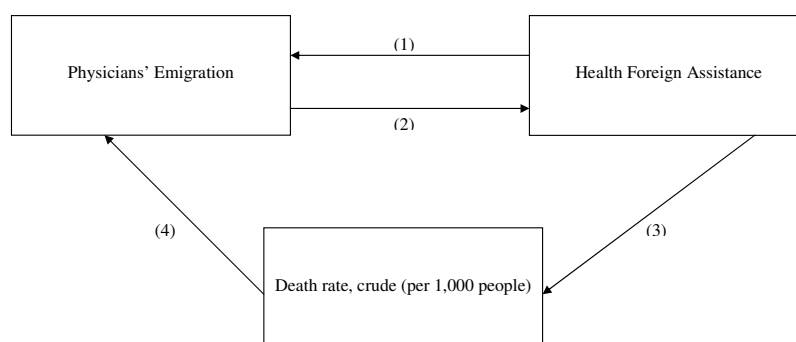 (1)
Physicians' Emigration
Health Foreign Assistance
(2)
(4)
(3)
Death rate, crude (per 1,000 people)